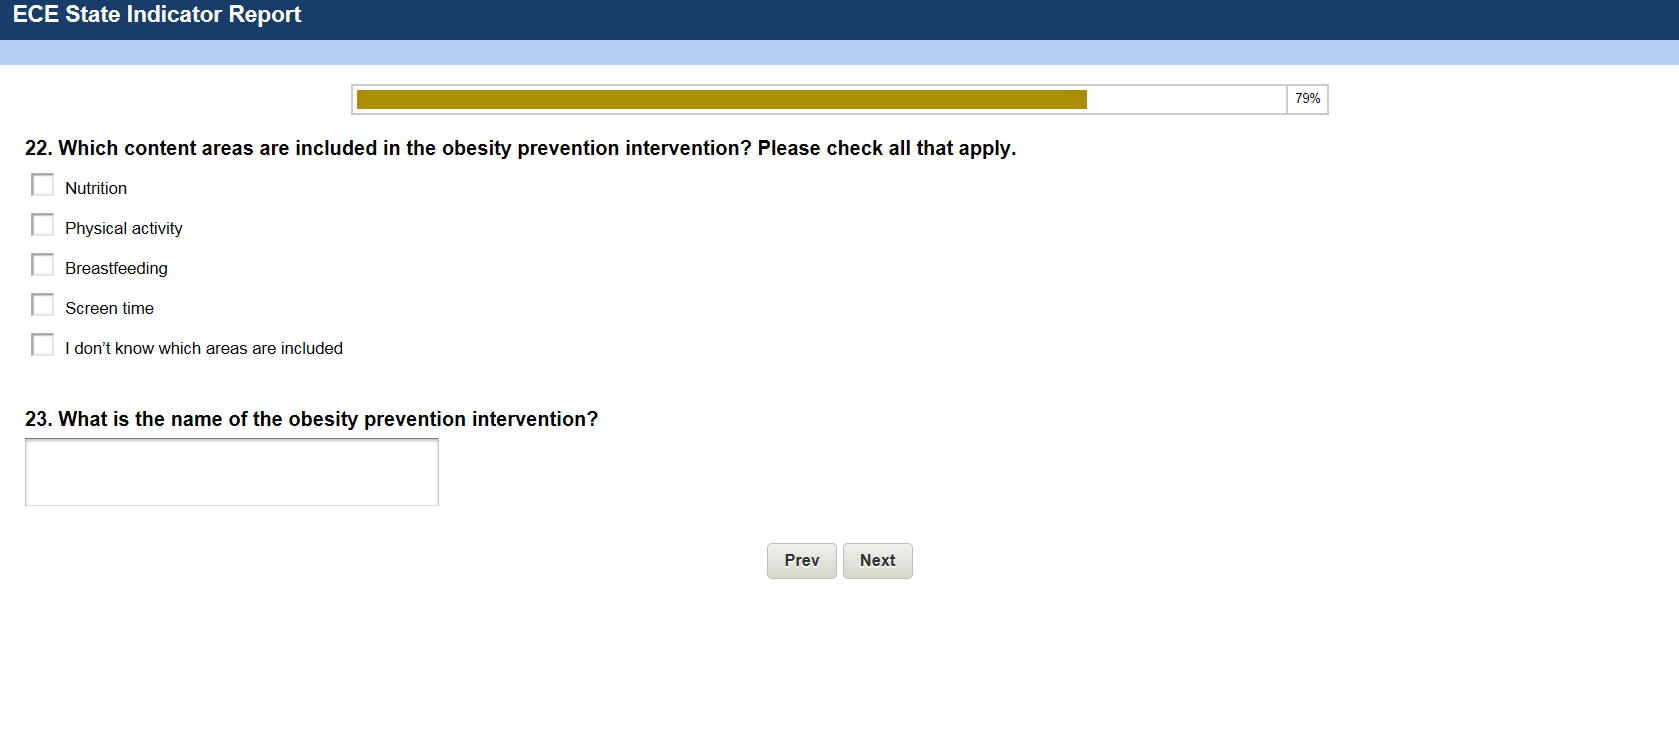 ECE State Indicator Report
79%
22. Which content areas are included in the obesity prevention intervention? Please check all that apply.
Nutrition
Physical activity
Breastfeeding
Screen time
I don’t know which areas are included
23. What is the name of the obesity prevention intervention?
Prev Next